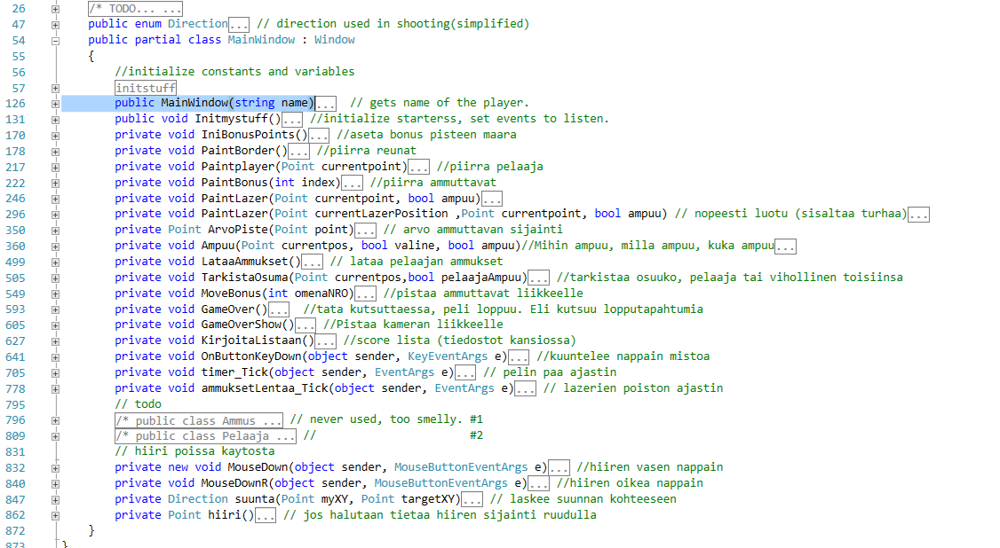 26 /* TODO... ...
47 public enum Direction... // direction used in shooting(simplified)
54 public partial class MainWindow : Window
55 {
56 //initialize constants and variables
57 initstuff
126 public MainWindow(string name)... // gets name of the player.
131 public void Initmystuff()... //initialize starterss, set events to listen.
170 private void IniBonusPoints()... //aseta bonus pisteen maara
178 private void PaintBorder()... //piirra reunat
217 private void Paintplayer(Point currentpoint)... //piirra pelaaja
222 private void PaintBonus(int index)... //piirra ammuttavat
246 private void PaintLazer(Point currentpoint, bool ampuu)...
296 private void PaintLazer(Point currentLazerPosition ,Point currentpoint, bool ampuu) // nopeesti luotu (sisaltaa turhaa)...
350 private Point ArvoPiste(Point point)... // arvo ammuttavan sijainti
360 private void Ampuu(Point currentpos, bool valine, bool ampuu)//Mihin ampuu, milla ampuu, kuka ampuu...
499 private void LataaAmmukset()... // lataa pelaajan ammukset
505 private void TarkistaOsuma(Point currentpos,bool pelaajaAmpuu)... //tarkistaa osuuko, pelaaja tai vihollinen toisiinsa
549 private void MoveBonus(int omenaNRO)... //pistaa ammuttavat liikkeelle
593 private void GameOver()... //tata kutsuttaessa, peli loppuu. Eli kutsuu lopputapahtumia
605 private void GameOverShow()... //Pistaa kameran liikkeelle
627 private void KirjoitaListaan()... //score lista (tiedostot kansiossa)
641 private void OnButtonKeyDown(object sender, KeyEventArgs e)... //kuuntelee nappain mistoa
705 private void timer_Tick(object sender, EventArgs e)... // pelin paa ajastin
778 private void ammuksetLentaa_Tick(object sender, EventArgs e)... // lazerien poiston ajastin
795 // todo
796 /* public class Ammus ... // never used, too smelly. #1
809 /* public class Pelaaja ... // #2
831 // hiiri poissa kaytosta
832 private new void MouseDown(object sender, MouseButtonEventArgs e)... //hiiren vasen nappain
840 private void MouseDownR(object sender, MouseButtonEventArgs e)... //hiiren oikea nappain
847 private Direction suunta(Point myXY, Point targetXY)... // laskee suunnan kohteeseen
862 private Point hiiri()... // jos halutaan tietaa hiiren sijainti ruudulla
872 }
873 }